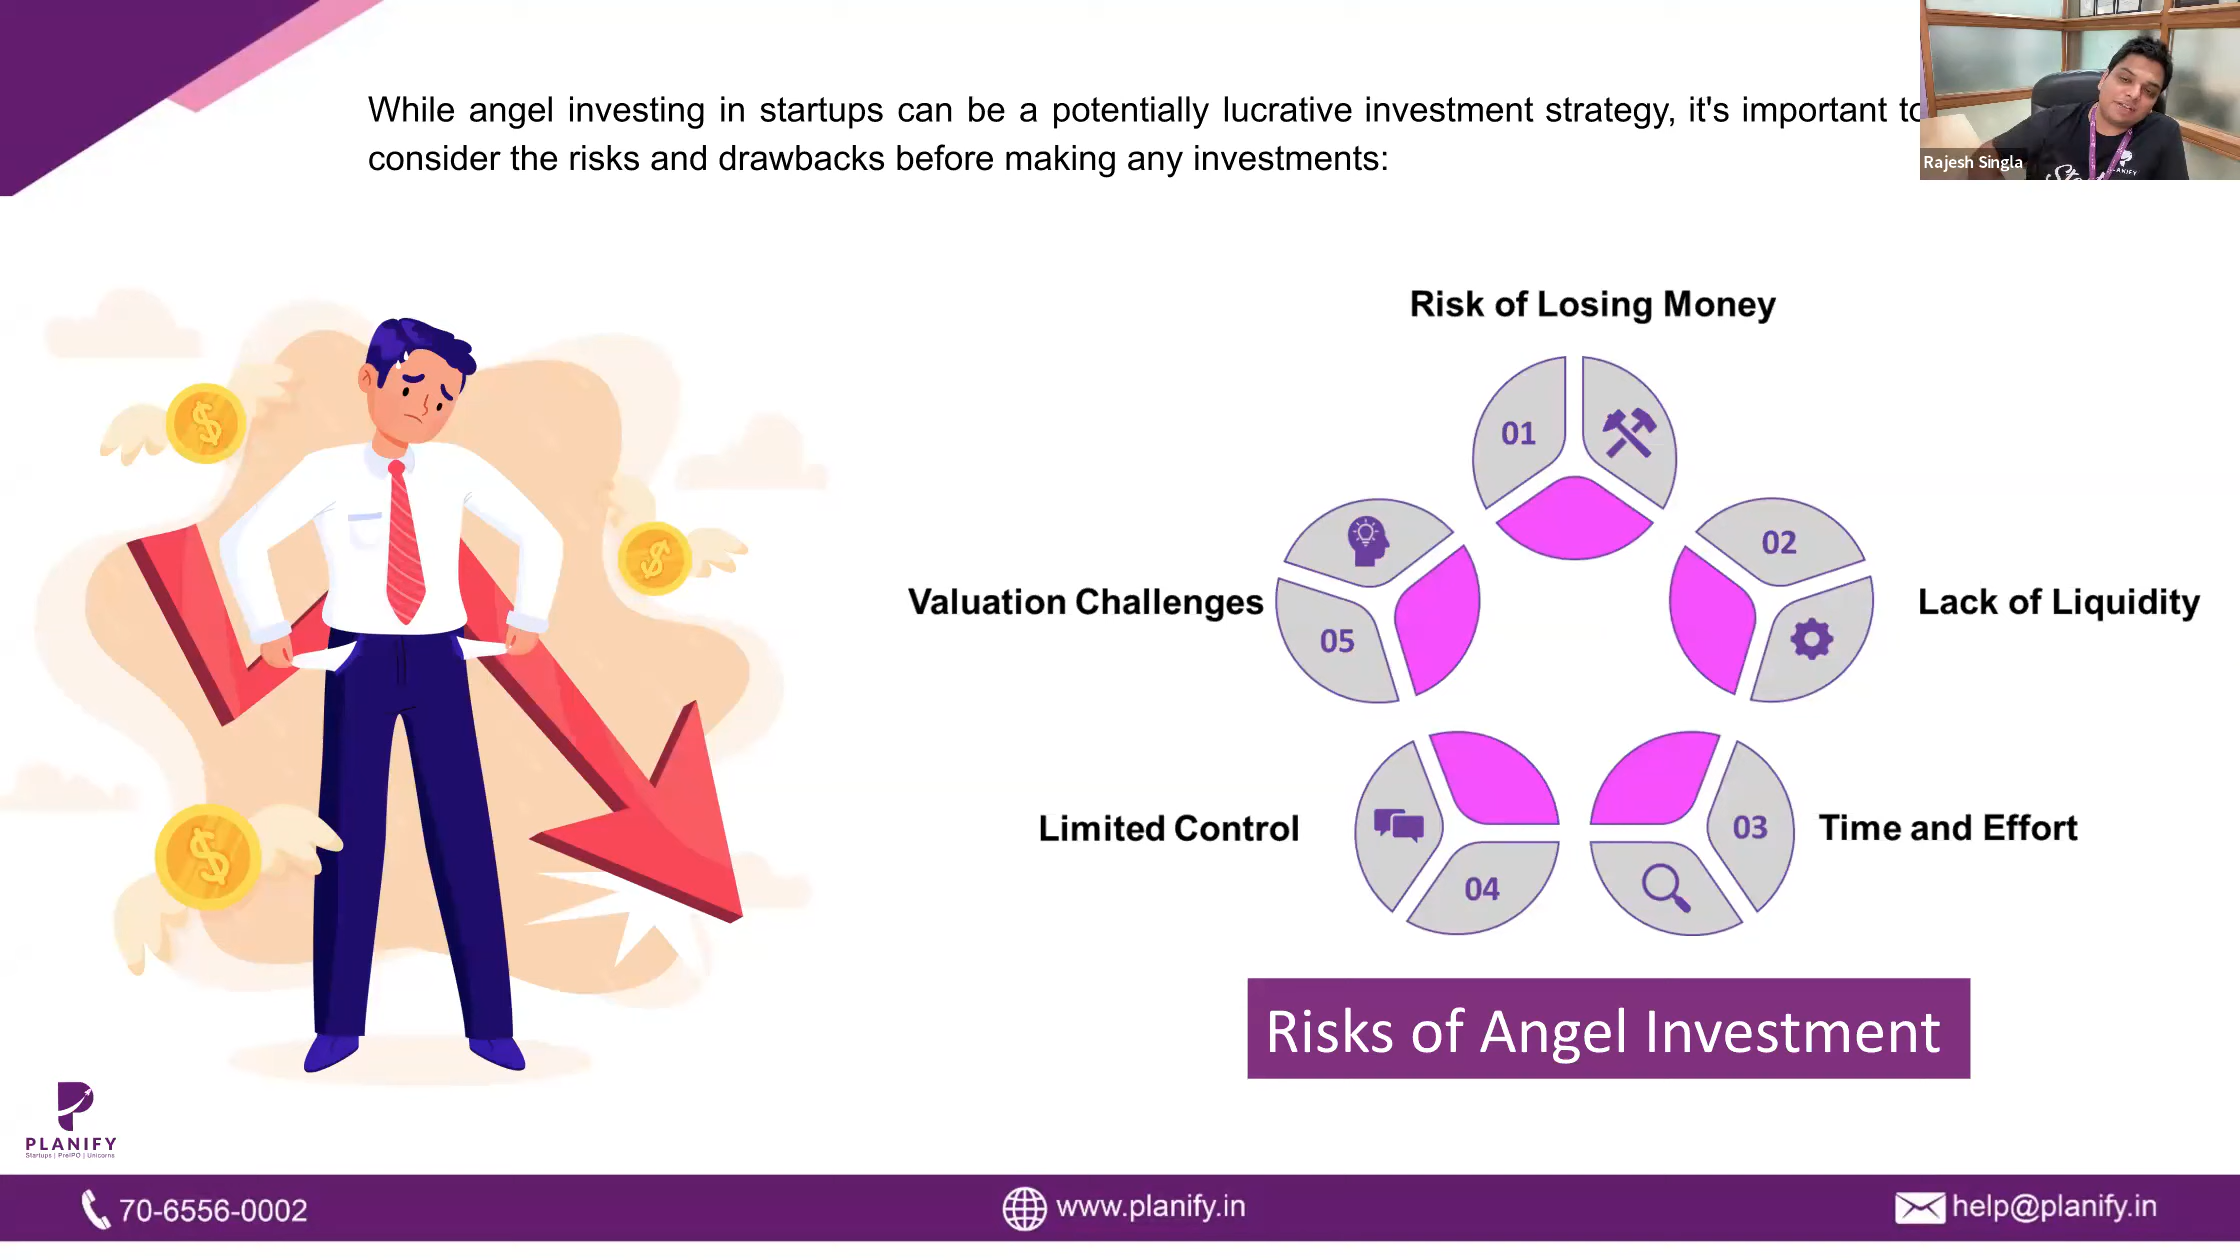 While angel investing in startups can be a potentially lucrative investment strategy, it's important to
consider the risks and drawbacks before making any investments:
Rajesh Singla
Risk of Losing Money
01
02
Valuation Challenges
Lack of Liquidity
05
Limited Control
03
Time and Effort
04
Risks of Angel Investment
PLANIFY
Startups | PreIPO | Unicorns
70-6556-0002
www.planify.in
help@planify.in